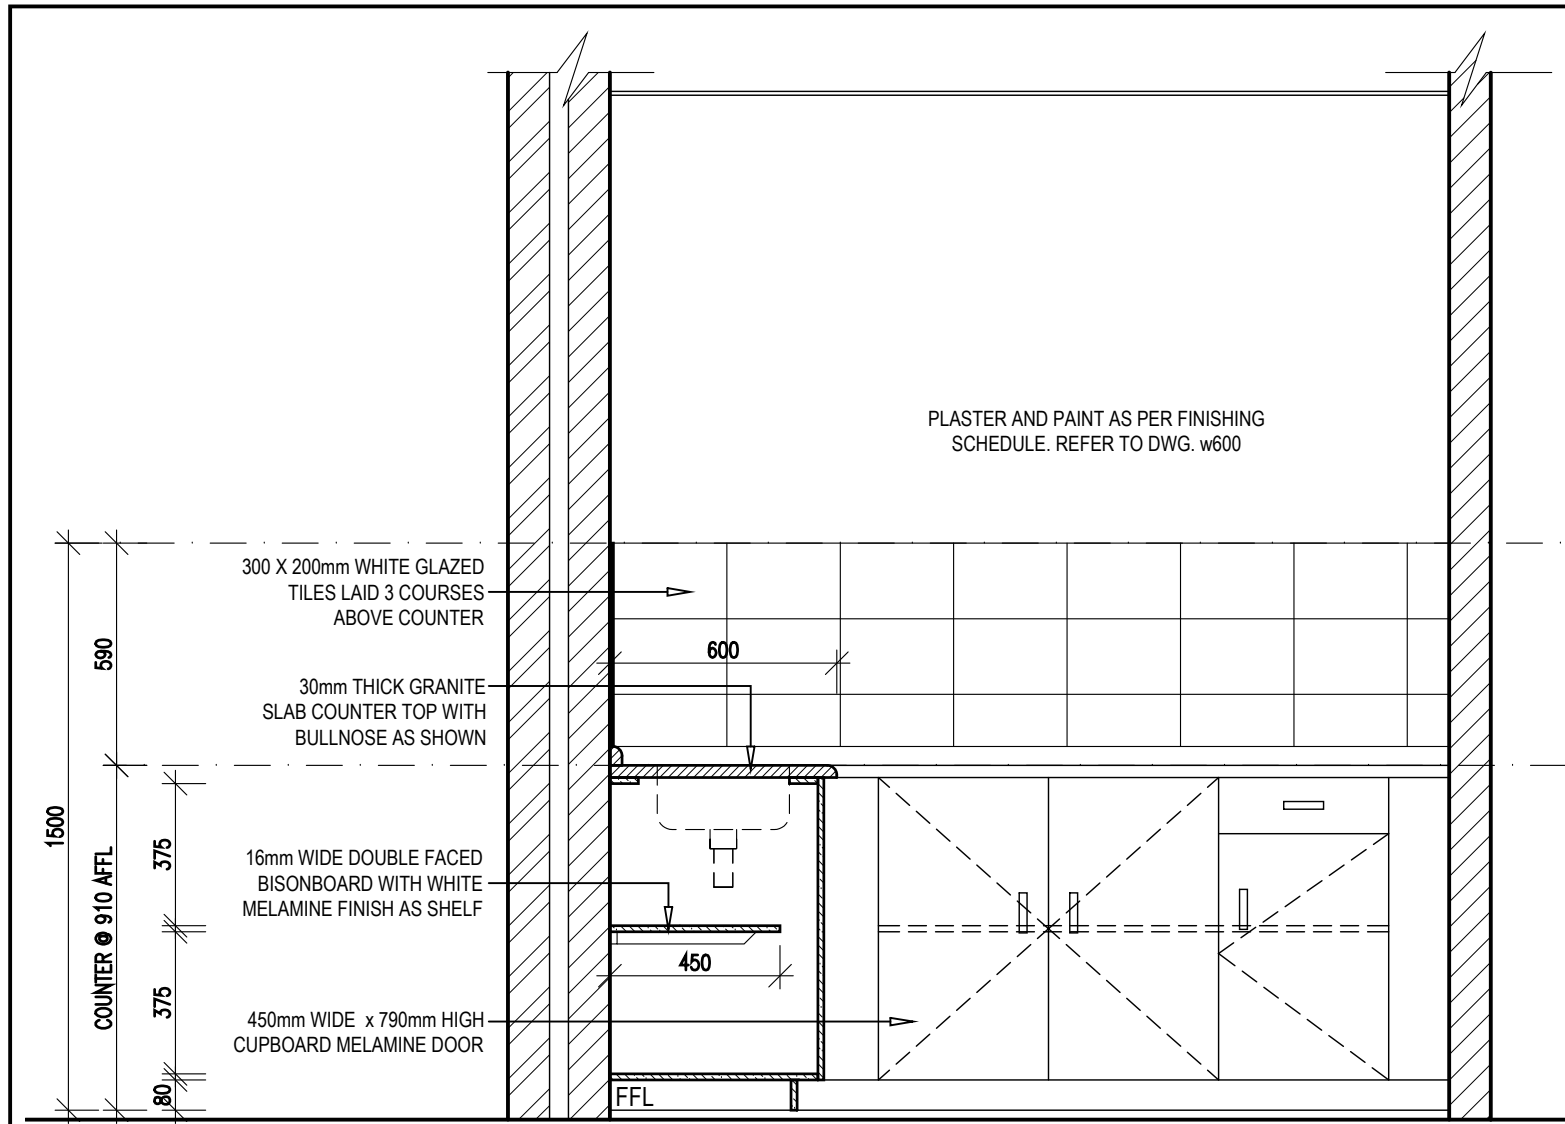 PLASTER AND PAINT AS PER FINISHING
SCHEDULE. REFER TO DWG. w600
300 X 200mm WHITE GLAZED
TILES LAID 3 COURSES
ABOVE COUNTER
590
600
30mm THICK GRANITE
SLAB COUNTER TOP WITH
BULLNOSE AS SHOWN
1500
375
COUNTER @ 910 AFFL
16mm WIDE DOUBLE FACED
BISONBOARD WITH WHITE
MELAMINE FINISH AS SHELF
450
375
450mm WIDE  x 790mm HIGH
CUPBOARD MELAMINE DOOR
80
FFL